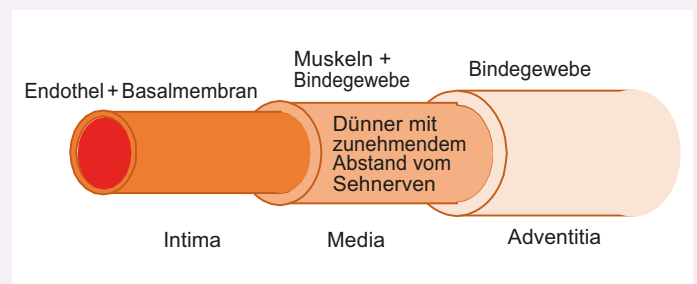 Endothel + Basalmembran
Muskeln +
Bindegewebe
Bindegewebe
Dünner mit
zunehmendem
Abstand vom
Sehnerven
Intima
Media
Adventitia